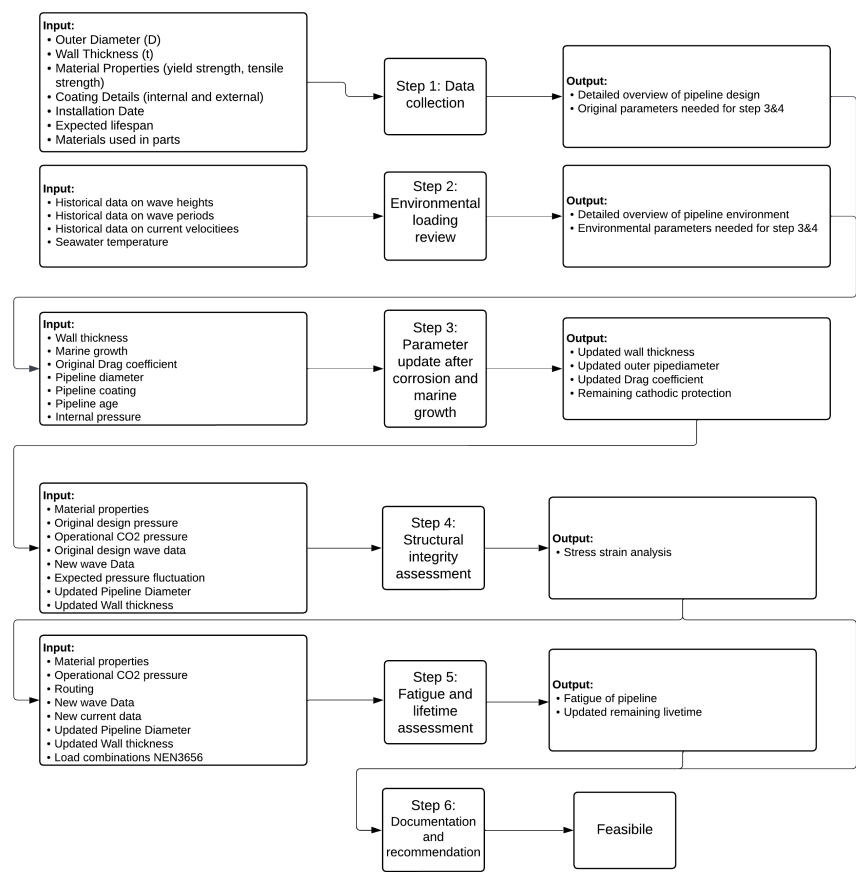 Input:
• Outer Diameter (D)
• Wall Thickness (t)
• Material Properties (yield strength, tensile
strength)
• Coating Details (internal and external)
• Installation Date
• Expected lifespan
• Materials used in parts
Step 1: Data
collection
Output:
• Detailed overview of pipeline design
• Original parameters needed for step 3&4
Input:
• Historical data on wave heights
• Historical data on wave periods
• Historical data on current velocitiees
• Seawater temperature
Step 2:
Environmental
loading
review
Output:
• Detailed overview of pipeline environment
• Environmental parameters needed for step 3&4
Input:
• Wall thickness
• Marine growth
• Original Drag coefficient
• Pipeline diameter
• Pipeline coating
• Pipeline age
• Internal pressure
Step 3:
Parameter
update after
corrosion and
marine
growth
Output:
• Updated wall thickness
• Updated outer pipediameter
• Updated Drag coefficient
• Remaining cathodic protection
Input:
• Material properties
• Original design pressure
• Operational CO2 pressure
• Original design wave data
• New wave Data
• Expected pressure fluctuation
• Updated Pipeline Diameter
• Updated Wall thickness
Step 4:
Structural
integrity
assessment
Output:
• Stress strain analysis
Input:
• Material properties
• Operational CO2 pressure
• Routing
• New wave Data
• New current data
• Updated Pipeline Diameter
• Updated Wall thickness
• Load combinations NEN3656
Step 5:
Fatigue and
lifetime
assessment
Output:
• Fatigue of pipeline
• Updated remaining livetime
Step 6:
Documentation
and
recommendation
Feasibile